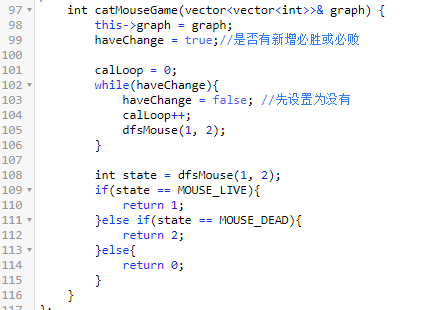 97 int catMouseGame(vector<vector<int>>& graph) {
98 this->graph = graph;
99 haveChange = true;//是否有新增必胜或必败
100
101 calLoop = 0;
102 while(haveChange){
103 haveChange = false; //先设置为没有
104 calLoop++;
105 dfsMouse(1, 2);
106 }
107
108 int state = dfsMouse(1, 2);
109 if(state == MOUSE_LIVE){
110 return 1;
111 }else if(state == MOUSE_DEAD){
112 return 2;
113 }else{
114 return 0;
115 }
116 }
117 };